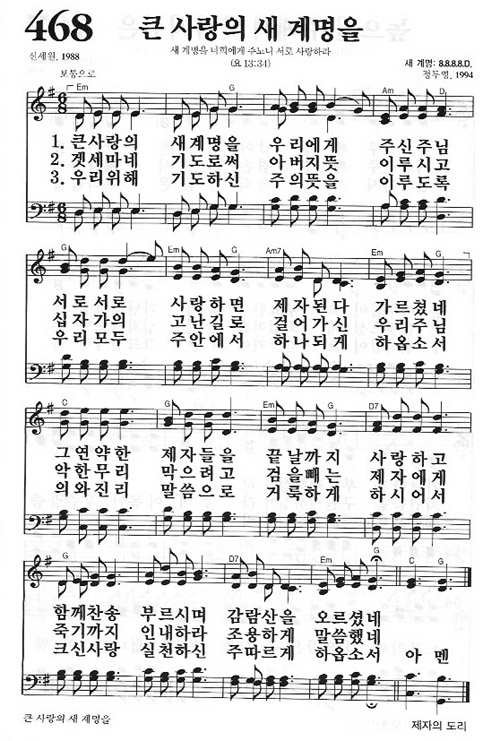 468 큰 사랑의 새 계명을
새 계명을 너희에게 주노니 서로 사랑하라
신세원, 1988 (요 13:34) 새 계명: 8.8.8.8.D.
보통으로 정두영, 1994
Em G Am Em
1. 큰사랑의 새계명을 우리에게 주신주님
2. 겟세마네 기도로써 아버지뜻 이루시고
3. 우리위해 기도하신 주의뜻을 이루도록
G Em G Am7 Em G
서로서로 사랑하면 제자된다 가르쳤네
십자가의 고난길로 걸어가신 우리주님
우리모두 주안에서 하나되게 하옵소서
C G Em D7
그연약한 제자들을 끝날까지 사랑하고
악한무리 막으려고 검을빼는 제자에게
의와진리 말씀으로 거룩하게 하시어서
G D7 Em G C G
함께찬송 부르시며 감람산을 오르셨네
죽기까지 인내하라 조용하게 말씀했네
크신사랑 실천하신 주따르게 하옵소서 아멘
큰 사랑의 새 계명을 제자의 도리